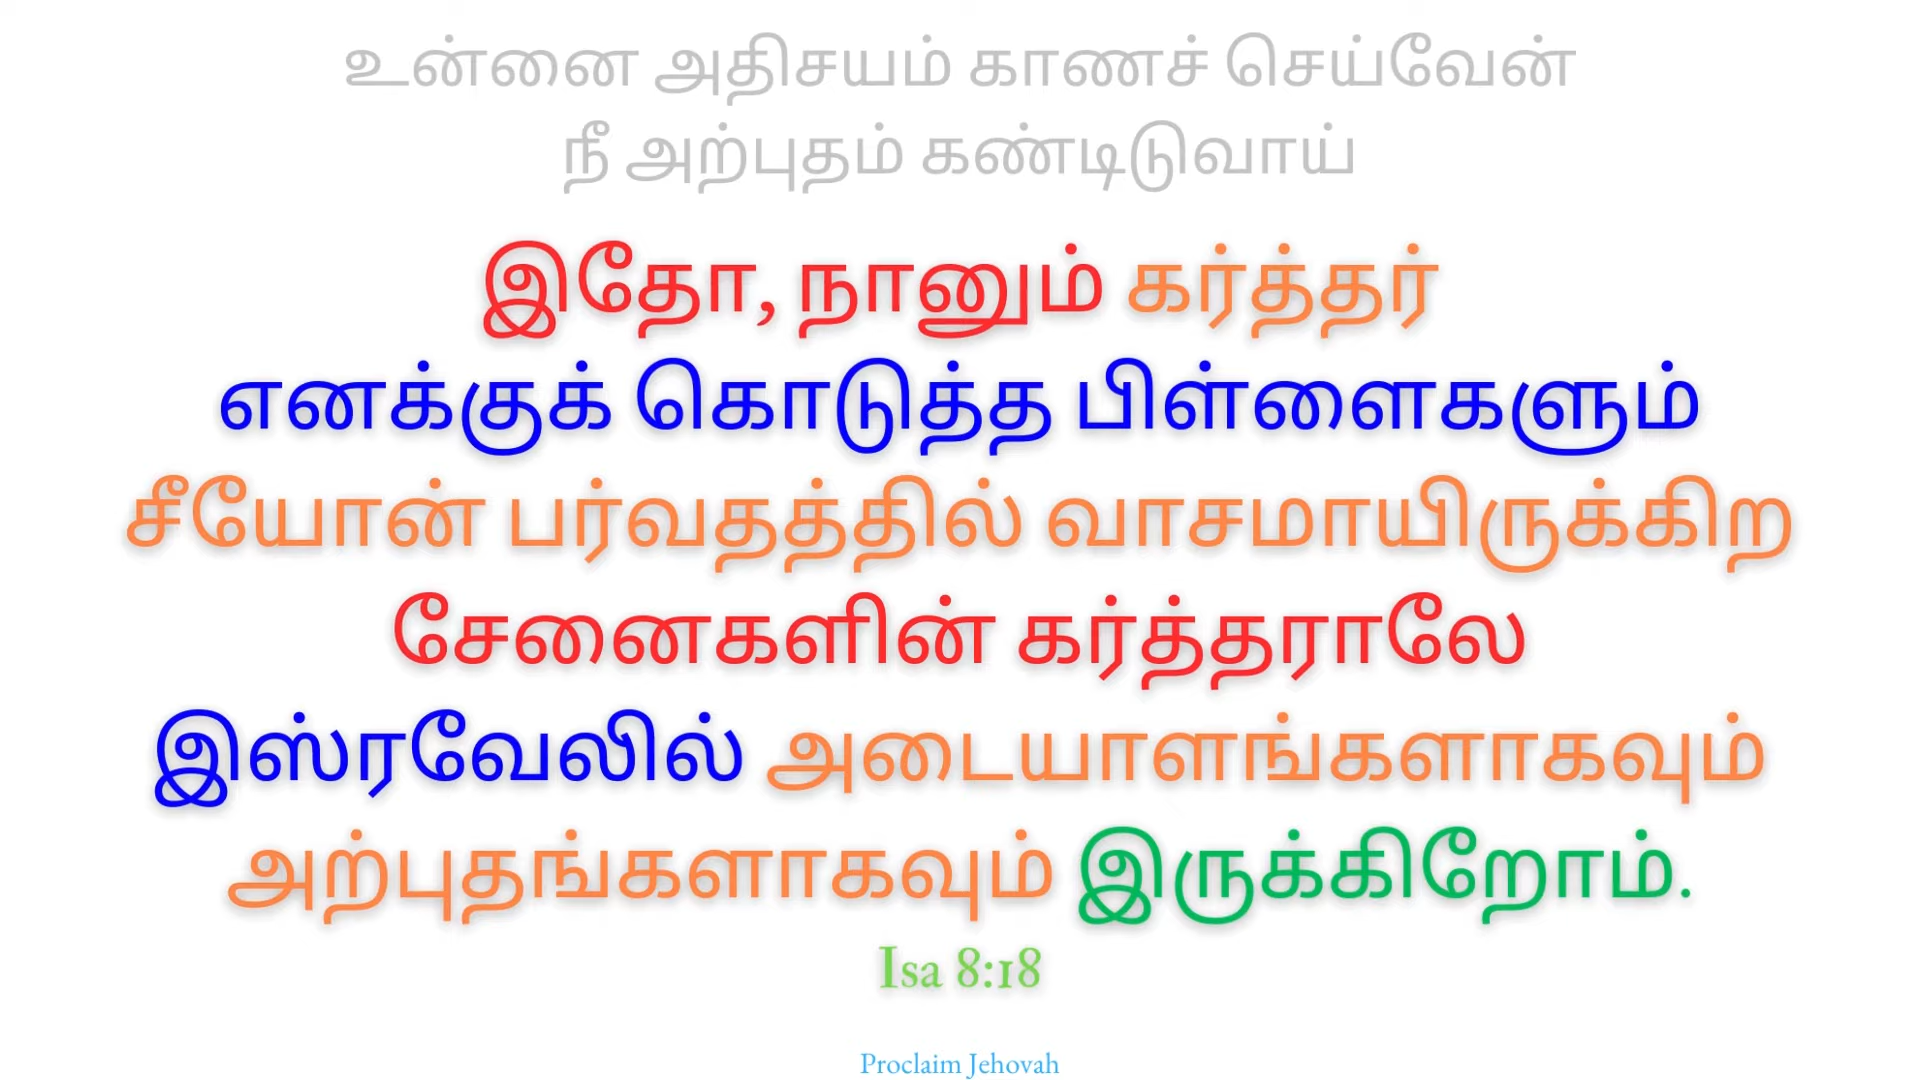 உன்னை அதிசயம் காணச் செய்வேன்
நீ அற்புதம் கண்டிடுவாய்
இதோ, நானும் கர்த்தர்
எனக்குக் கொடுத்த பிள்ளைகளும்
சீயோன் பர்வதத்தில் வாசமாயிருக்கிற
சேனைகளின் கர்த்தராலே
இஸ்ரவேலில் அடையாளங்களாகவும்
அற்புதங்களாகவும் இருக்கிறோம்.
Isa 8:18
Proclaim Jehovah